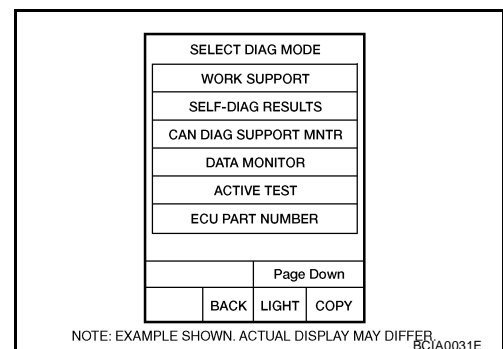 SELECT DIAG MODE
WORK SUPPORT
SELF-DIAG RESULTS
CAN DIAG SUPPORT MNTR
DATA MONITOR
ACTIVE TEST
ECU PART NUMBER
Page Down
BACK LIGHT COPY
NOTE: EXAMPLE SHOWN. ACTUAL DISPLAY MAY DIFFER.
BCIA0031E